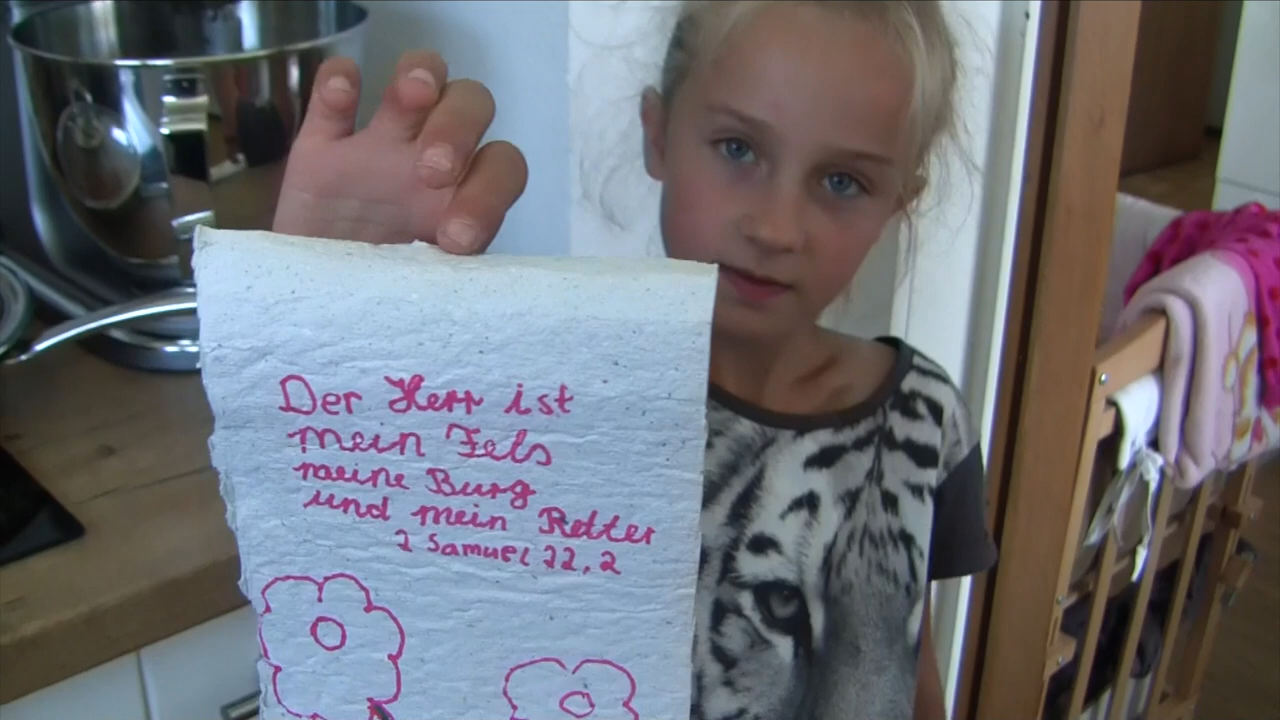 Der Herr ist
mein Fels
meine Burg
und mein Retter
2 Samuel 22,2